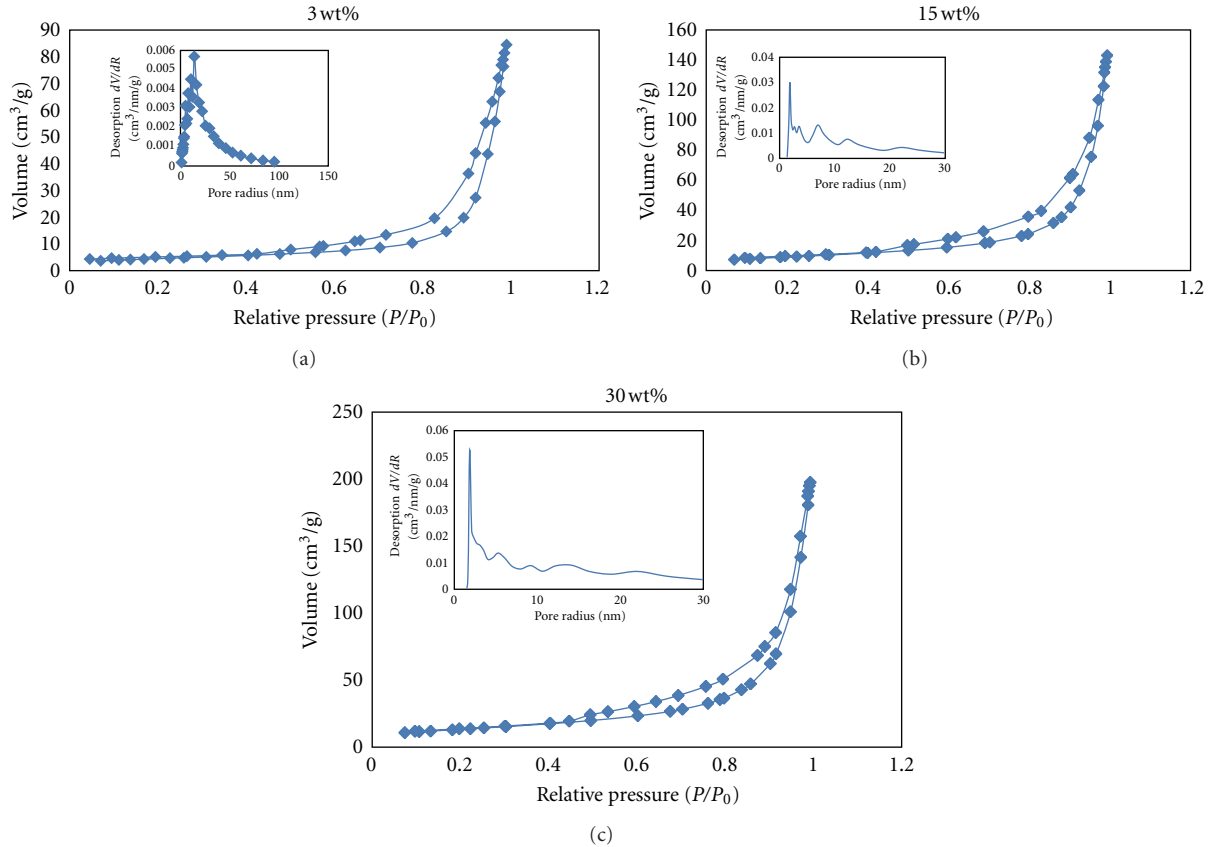 3 wt%
90
80
70
60
50
40
30
20
10
0
Volume (cm³/g)
0 0.2 0.4 0.6 0.8 1 1.2
Relative pressure (P/P₀)
0.006
0.005
0.004
0.003
0.002
0.001
0
Desorption dV/dR
(cm³/nm/g)
0 50 100 150
Pore radius (nm)
(a)
15 wt%
160
140
120
100
80
60
40
20
0
Volume (cm³/g)
0 0.2 0.4 0.6 0.8 1 1.2
Relative pressure (P/P₀)
0.04
0.03
0.02
0.01
0
Desorption dV/dR
(cm³/nm/g)
0 10 20 30
Pore radius (nm)
(b)
30 wt%
250
200
150
100
50
0
Volume (cm³/g)
0 0.2 0.4 0.6 0.8 1 1.2
Relative pressure (P/P₀)
0.06
0.05
0.04
0.03
0.02
0.01
0
Desorption dV/dR
(cm³/nm/g)
0 10 20 30
Pore radius (nm)
(c)